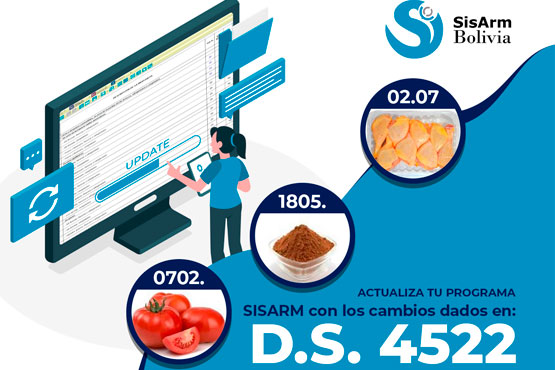 SisArm
Bolivia
02.07
UPDATE
1805.
0702.
ACTUALIZA TU PROGRAMA
SISARM con los cambios dados en:
D.S. 4522